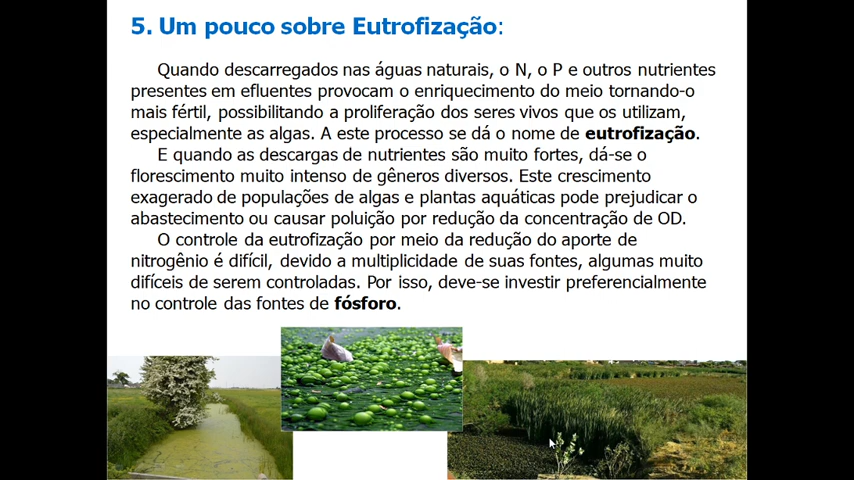 5. Um pouco sobre Eutrofização:
Quando descarregados nas águas naturais, o N, o P e outros nutrientes
presentes em efluentes provocam o enriquecimento do meio tornando-o
mais fértil, possibilitando a proliferação dos seres vivos que os utilizam,
especialmente as algas. A este processo se dá o nome de eutrofização.
E quando as descargas de nutrientes são muito fortes, dá-se o
florescimento muito intenso de gêneros diversos. Este crescimento
exagerado de populações de algas e plantas aquáticas pode prejudicar o
abastecimento ou causar poluição por redução da concentração de OD.
O controle da eutrofização por meio da redução do aporte de
nitrogênio é difícil, devido a multiplicidade de suas fontes, algumas muito
difíceis de serem controladas. Por isso, deve-se investir preferencialmente
no controle das fontes de fósforo.